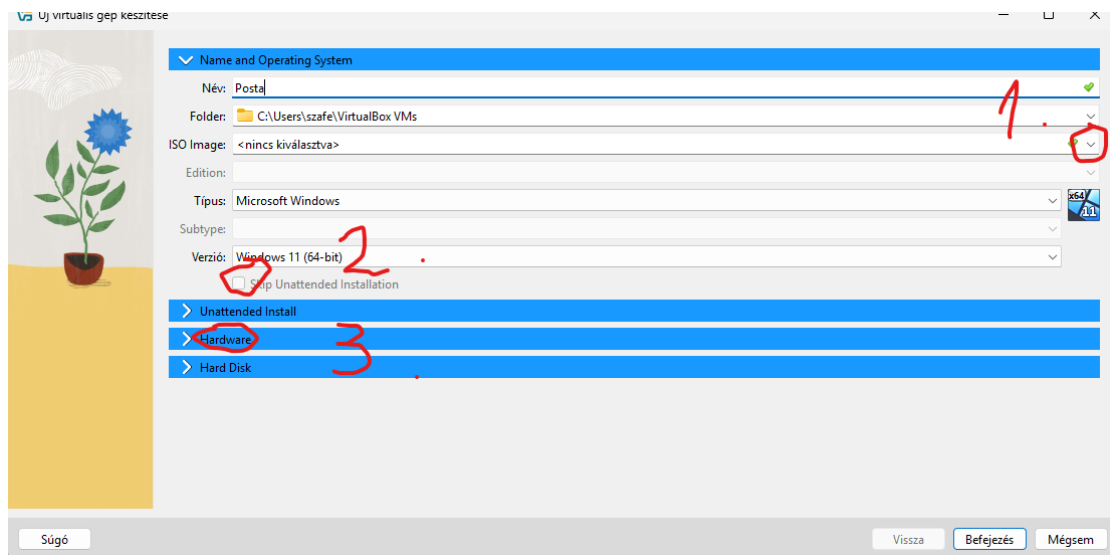 Új virtuális gép készítése
Name and Operating System
Név: Posta
1.
Folder: C:\Users\szafe\VirtualBox VMs
ISO Image: <nincs kiválasztva>
Edition:
Típus: Microsoft Windows
x64
11
Subtype:
Verzió: Windows 11 (64-bit)
2.
Skip Unattended Installation
Unattended Install
Hardware
3.
Hard Disk
Súgó
Vissza
Befejezés
Mégsem